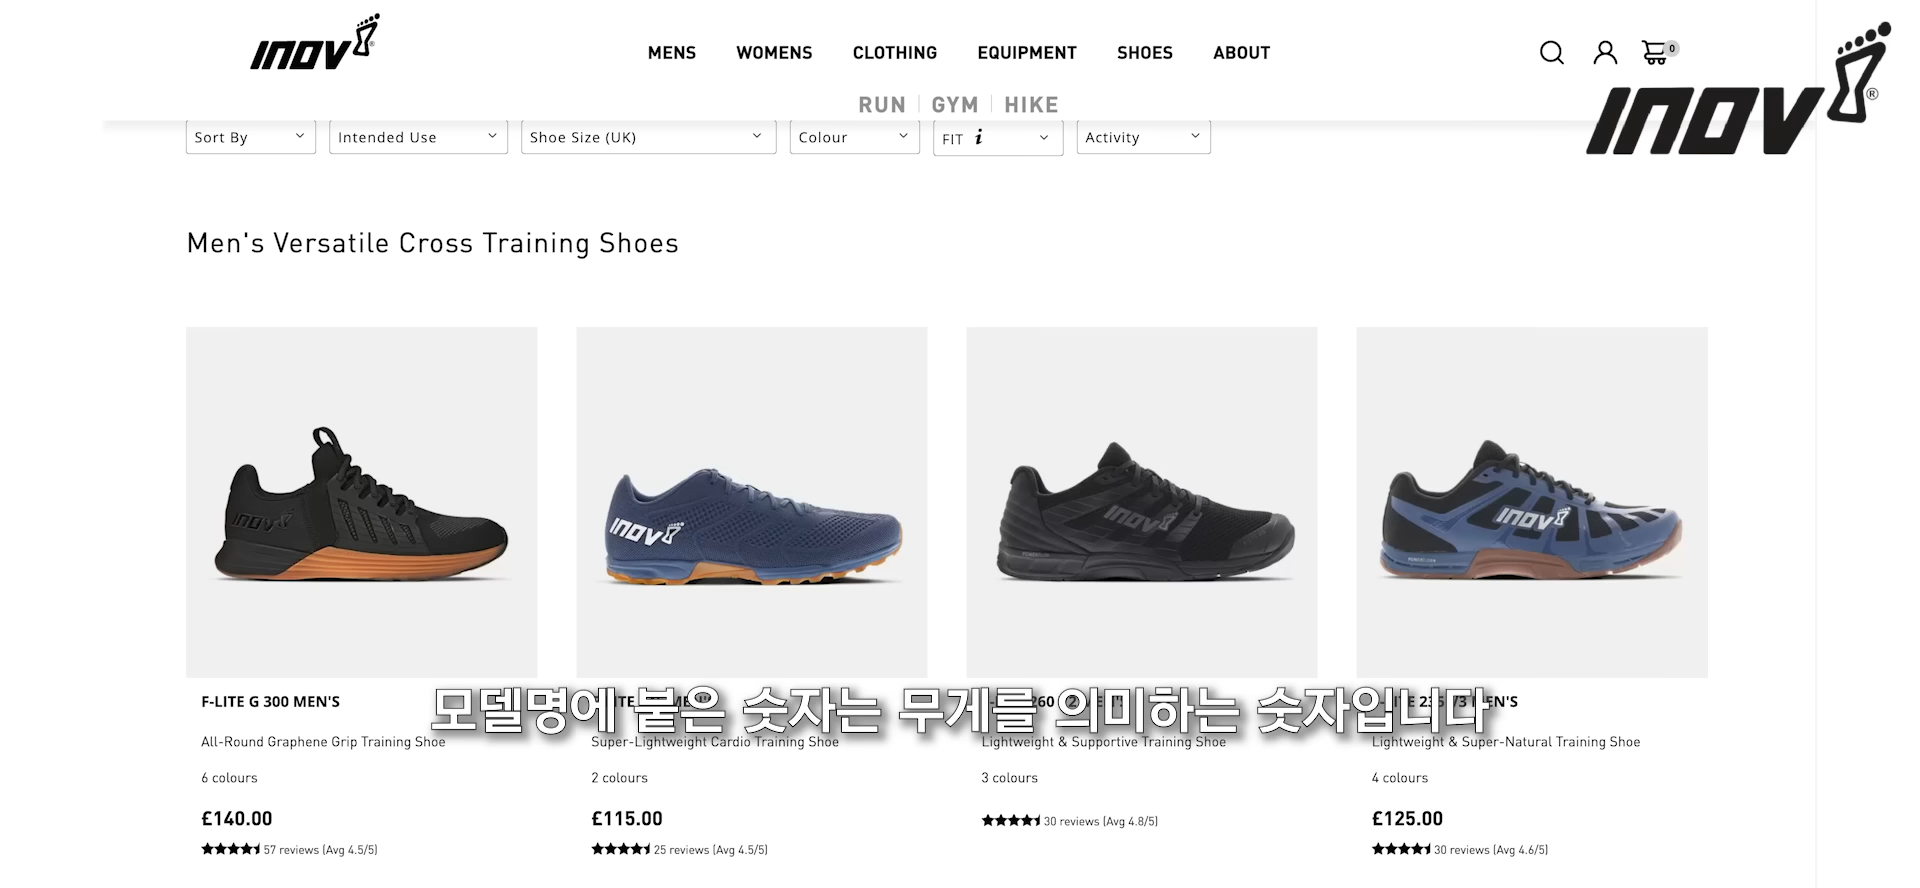 INOV
MENS WOMENS CLOTHING EQUIPMENT SHOES ABOUT
0
INOV ®
RUN GYM HIKE
Sort By Intended Use Shoe Size (UK) Colour FIT i Activity
Men's Versatile Cross Training Shoes
INOV INOV INOV INOV
F-LITE G 300 MEN'S
모델명에 붙은 숫자는 무게를 의미하는 숫자입니다
All-Round Graphene Grip Training Shoe Super-Lightweight Cardio Training Shoe Lightweight & Supportive Training Shoe Lightweight & Super-Natural Training Shoe
6 colours 2 colours 3 colours 4 colours
£140.00 £115.00 £125.00
30 reviews (Avg 4.8/5)
57 reviews (Avg 4.5/5) 25 reviews (Avg 4.5/5) 30 reviews (Avg 4.6/5)